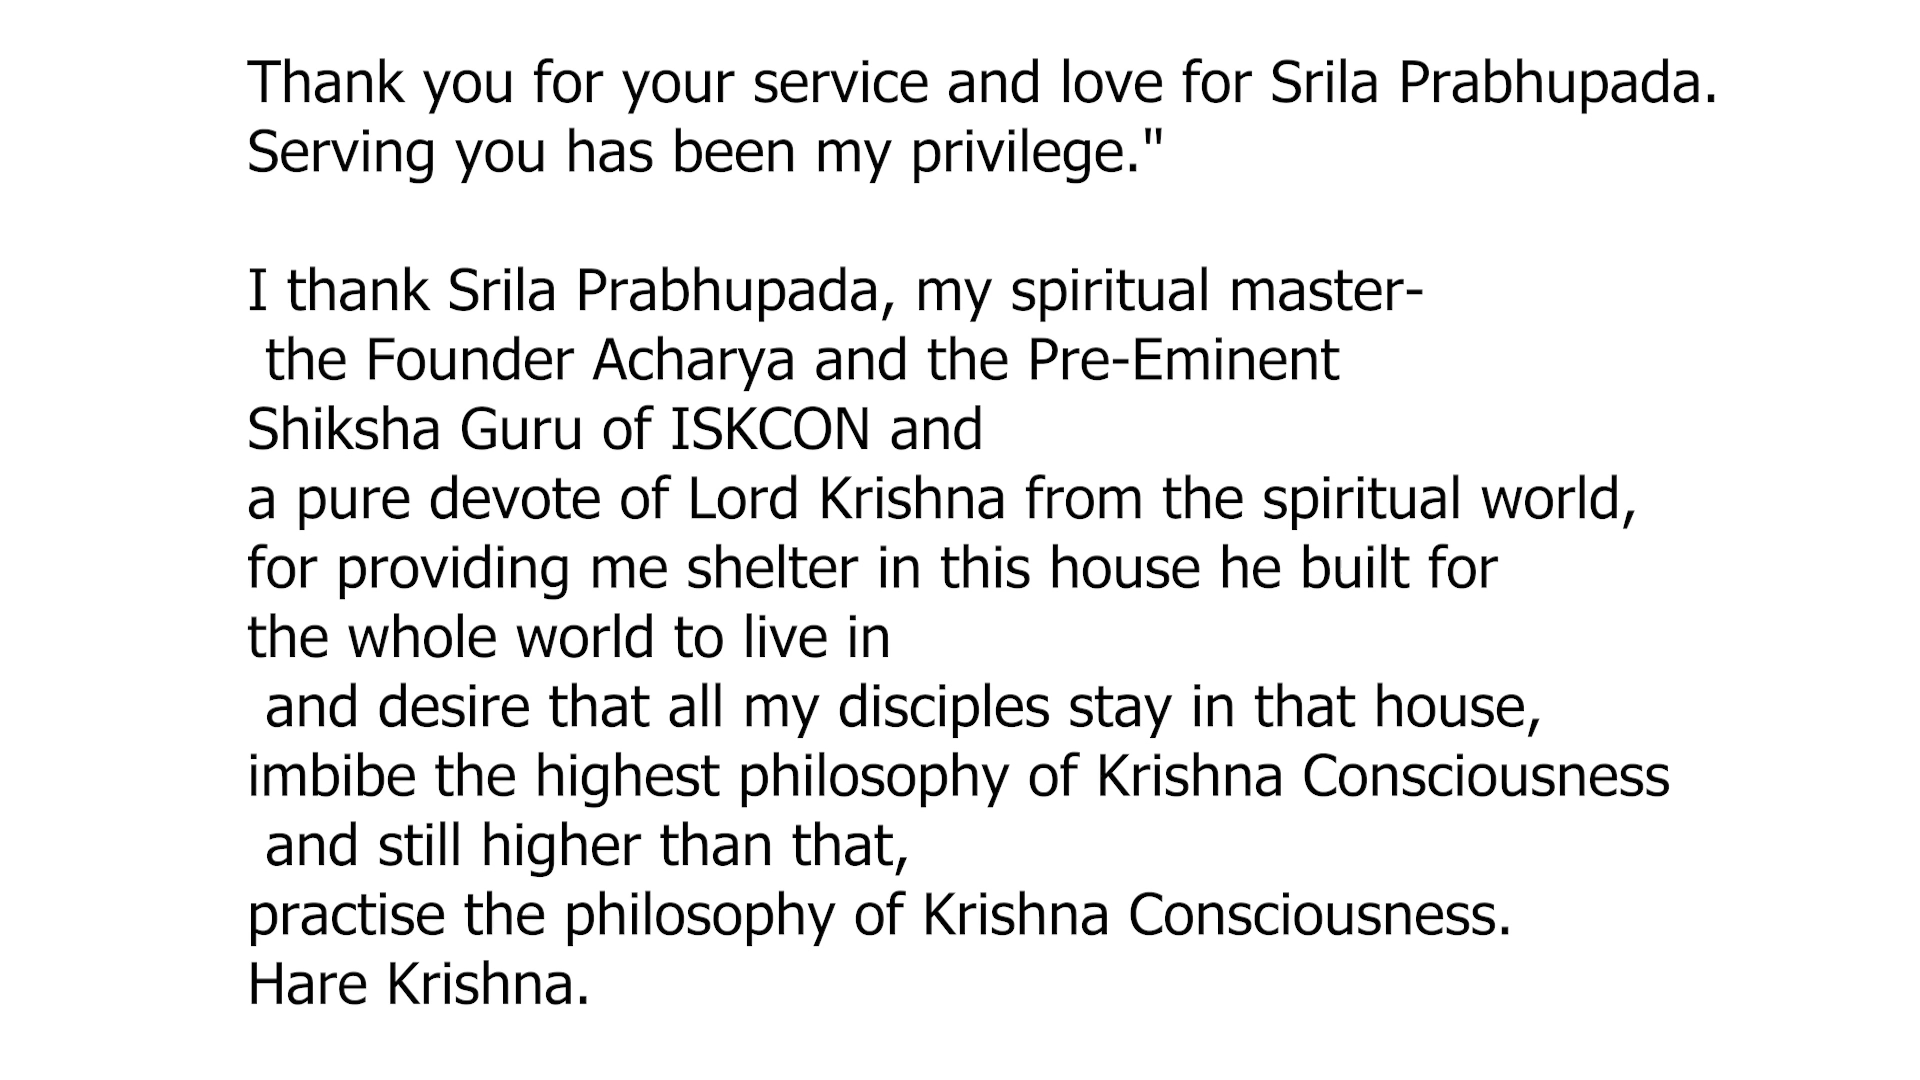 Thank you for your service and love for Srila Prabhupada.
Serving you has been my privilege."
I thank Srila Prabhupada, my spiritual master-
the Founder Acharya and the Pre-Eminent
Shiksha Guru of ISKCON and
a pure devote of Lord Krishna from the spiritual world,
for providing me shelter in this house he built for
the whole world to live in
and desire that all my disciples stay in that house,
imbibe the highest philosophy of Krishna Consciousness
and still higher than that,
practise the philosophy of Krishna Consciousness.
Hare Krishna.